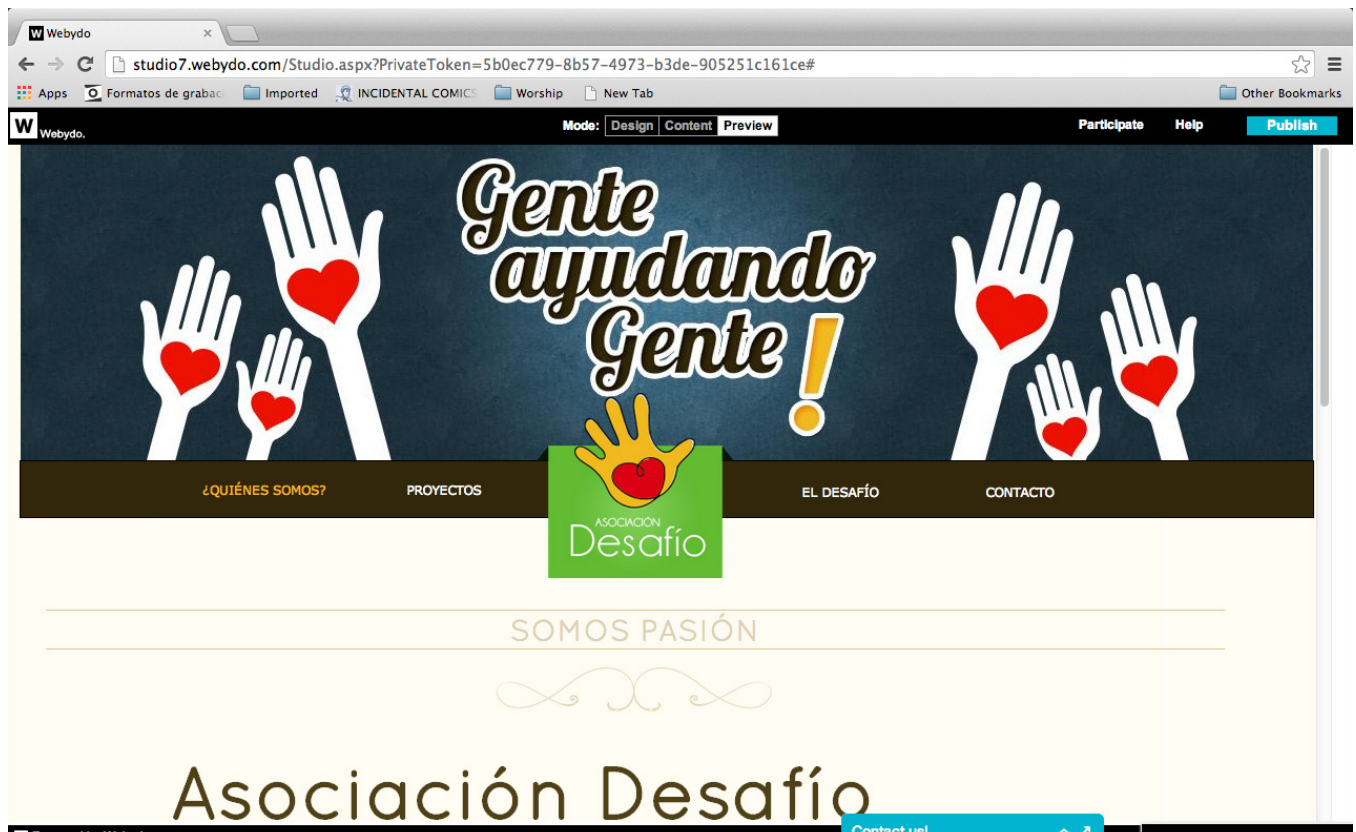 Webydo
studio7.webydo.com/Studio.aspx?PrivateToken=5b0ec779-8b57-4973-b3de-905251c161ce#
Apps Formatos de grabac Imported INCIDENTAL COMICS Worship New Tab Other Bookmarks
W Webydo. Mode: Design Content Preview Participate Help Publish
Gente
ayudando
Gente!
¿QUIÉNES SOMOS? PROYECTOS EL DESAFÍO CONTACTO
ASOCIACIÓN
Desafío
SOMOS PASIÓN
Asociación Desafío
Contact us!